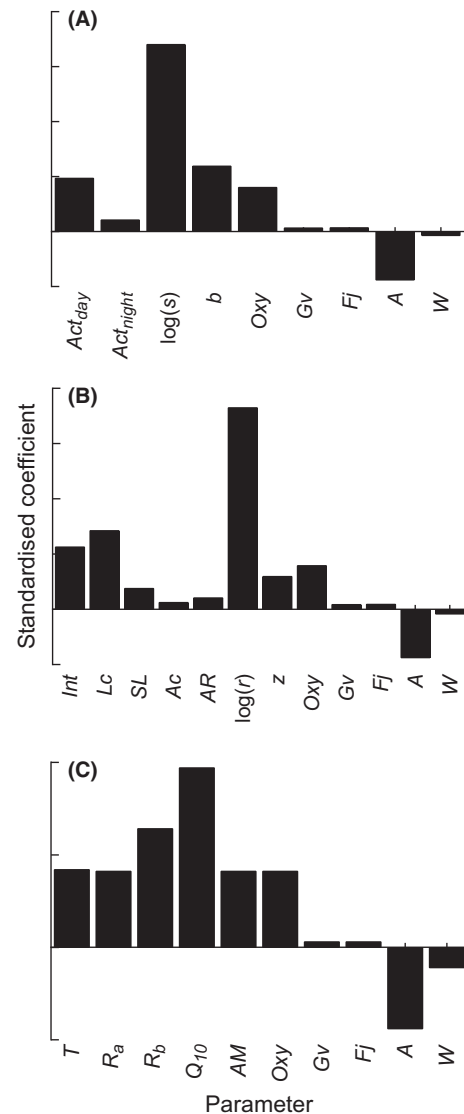 (A)
Act_day Act_night log(s) b Oxy Gv Fj A W
(B)
Standardised coefficient
Int Lc SL Ac AR log(r) z Oxy Gv Fj A W
(C)
T R_a R_b Q_10 AM Oxy Gv Fj A W
Parameter